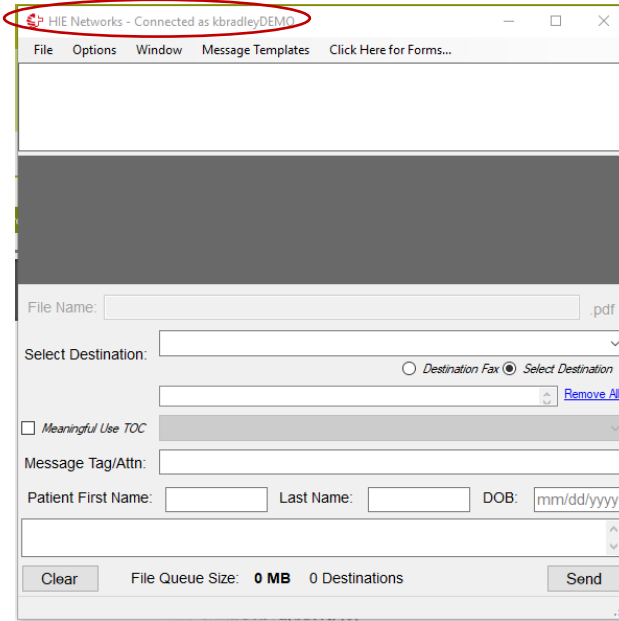 HIE Networks - Connected as kbradleyDEMO
File Options Window Message Templates Click Here for Forms...
File Name: .pdf
Select Destination:
Destination Fax Select Destination
Remove All
Meaningful Use TOC
Message Tag/Attn:
Patient First Name: Last Name: DOB: mm/dd/yyyy
Clear File Queue Size: 0 MB 0 Destinations Send